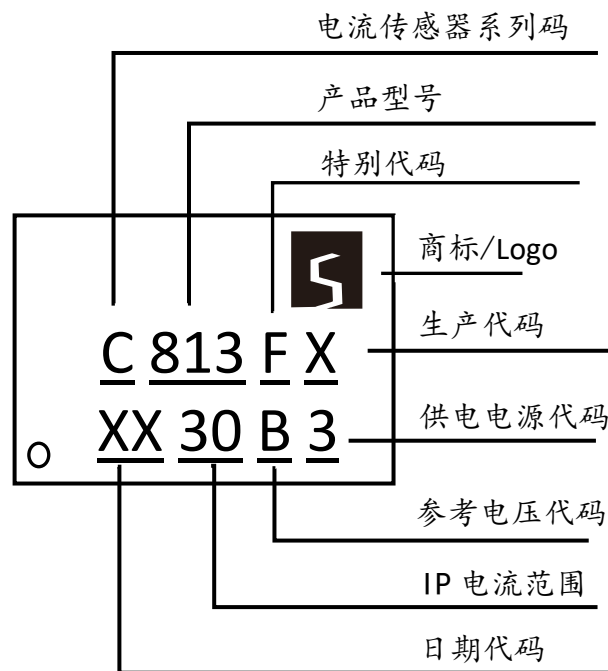 电流传感器系列码
产品型号
特别代码
商标/Logo
C 813 F X
生产代码
XX 30 B 3
供电电源代码
参考电压代码
IP 电流范围
日期代码